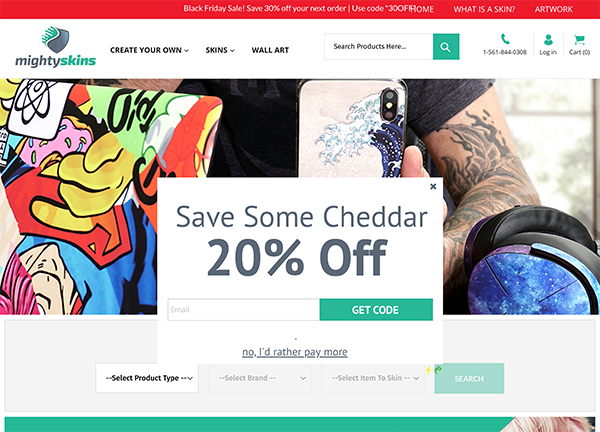 Black Friday Sale! Save 30% off your next order | Use code "30OFF
HOME WHAT IS A SKIN? ARTWORK
mightyskins
CREATE YOUR OWN SKINS WALL ART
Search Products Here...
1-561-844-0308 Log in Cart (0)
Save Some Cheddar
20% Off
Email GET CODE
no, I'd rather pay more
--Select Product Type -- --Select Brand -- --Select Item To Skin -- SEARCH